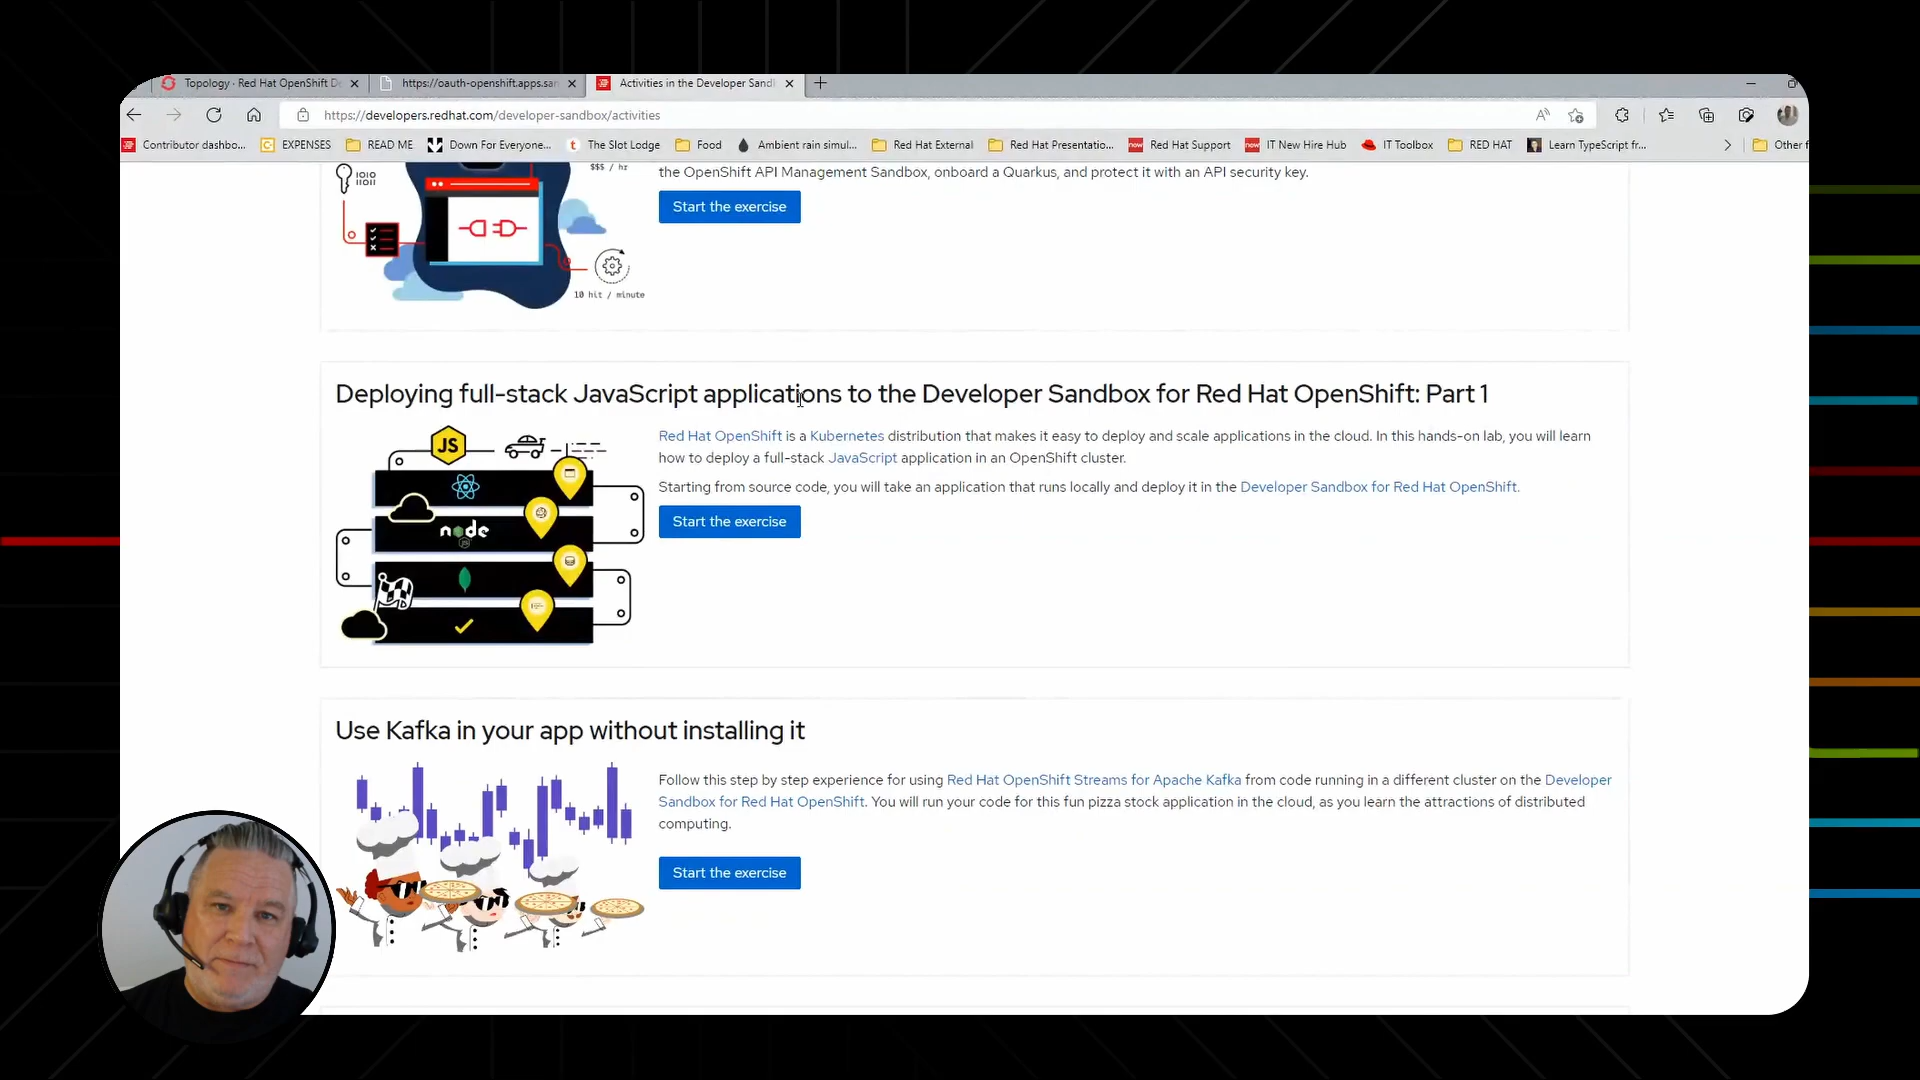 Topology · Red Hat OpenShift De
https://oauth-openshift.apps.san
Activities in the Developer Sandb
https://developers.redhat.com/developer-sandbox/activities
Contributor dashbo...
EXPENSES
READ ME
Down For Everyone...
The Slot Lodge
Food
Ambient rain simul...
Red Hat External
Red Hat Presentatio...
Red Hat Support
IT New Hire Hub
IT Toolbox
RED HAT
Learn TypeScript fr...
Other f
$$$ / hr
10 hit / minute
the OpenShift API Management Sandbox, onboard a Quarkus, and protect it with an API security key.
Start the exercise
Deploying full-stack JavaScript applications to the Developer Sandbox for Red Hat OpenShift: Part 1
JS
node
Red Hat OpenShift is a Kubernetes distribution that makes it easy to deploy and scale applications in the cloud. In this hands-on lab, you will learn
how to deploy a full-stack JavaScript application in an OpenShift cluster.
Starting from source code, you will take an application that runs locally and deploy it in the Developer Sandbox for Red Hat OpenShift.
Start the exercise
Use Kafka in your app without installing it
Follow this step by step experience for using Red Hat OpenShift Streams for Apache Kafka from code running in a different cluster on the Developer
Sandbox for Red Hat OpenShift. You will run your code for this fun pizza stock application in the cloud, as you learn the attractions of distributed
computing.
Start the exercise